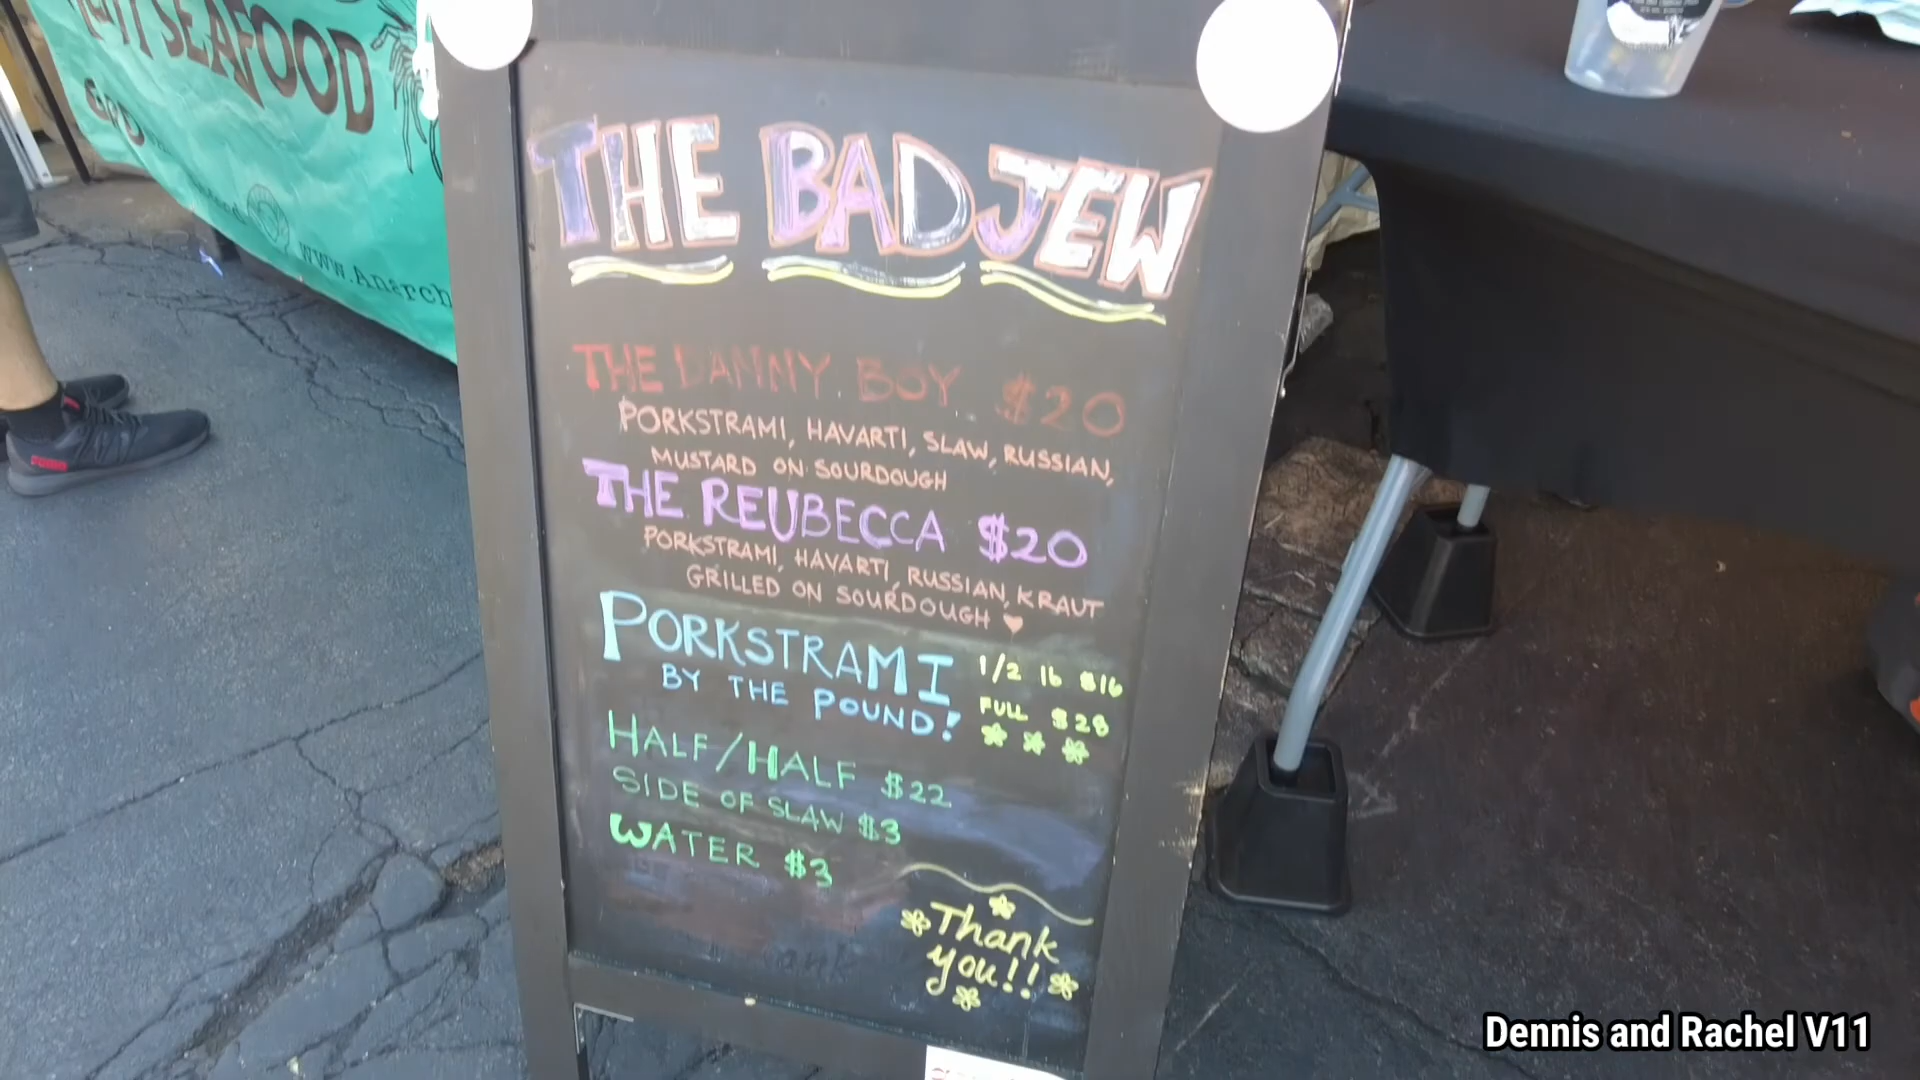 SEAFOOD
www.Anarch
THE BAD JEW
THE DANNY BOY $20
PORKSTRAMI, HAVARTI, SLAW, RUSSIAN,
MUSTARD ON SOURDOUGH
THE REUBECCA $20
PORKSTRAMI, HAVARTI, RUSSIAN, KRAUT
GRILLED ON SOURDOUGH ♥
PORKSTRAMI
BY THE POUND!
1/2 lb $16
FULL $28
HALF/HALF $22
SIDE OF SLAW $3
WATER $3
Thank
you!!
Dennis and Rachel V11